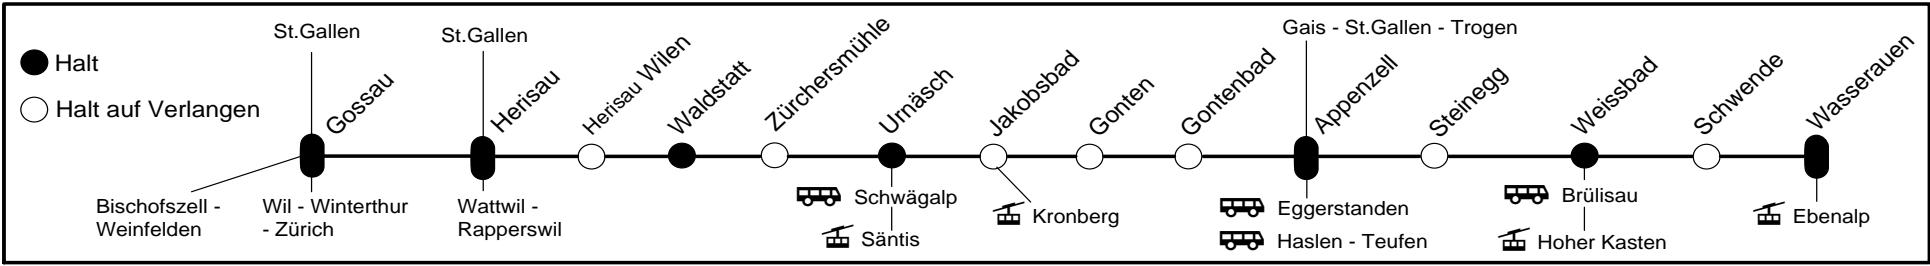 Halt
Halt auf Verlangen
St.Gallen
St.Gallen
Gais - St.Gallen - Trogen
Gossau
Herisau
Herisau Wilen
Waldstatt
Zürchersmühle
Urnäsch
Jakobsbad
Gonten
Gontenbad
Appenzell
Steinegg
Weissbad
Schwende
Wasserauen
Bischofszell -
Weinfelden
Wil - Winterthur
- Zürich
Wattwil -
Rapperswil
Schwägalp
Säntis
Kronberg
Eggerstanden
Haslen - Teufen
Brülisau
Hoher Kasten
Ebenalp